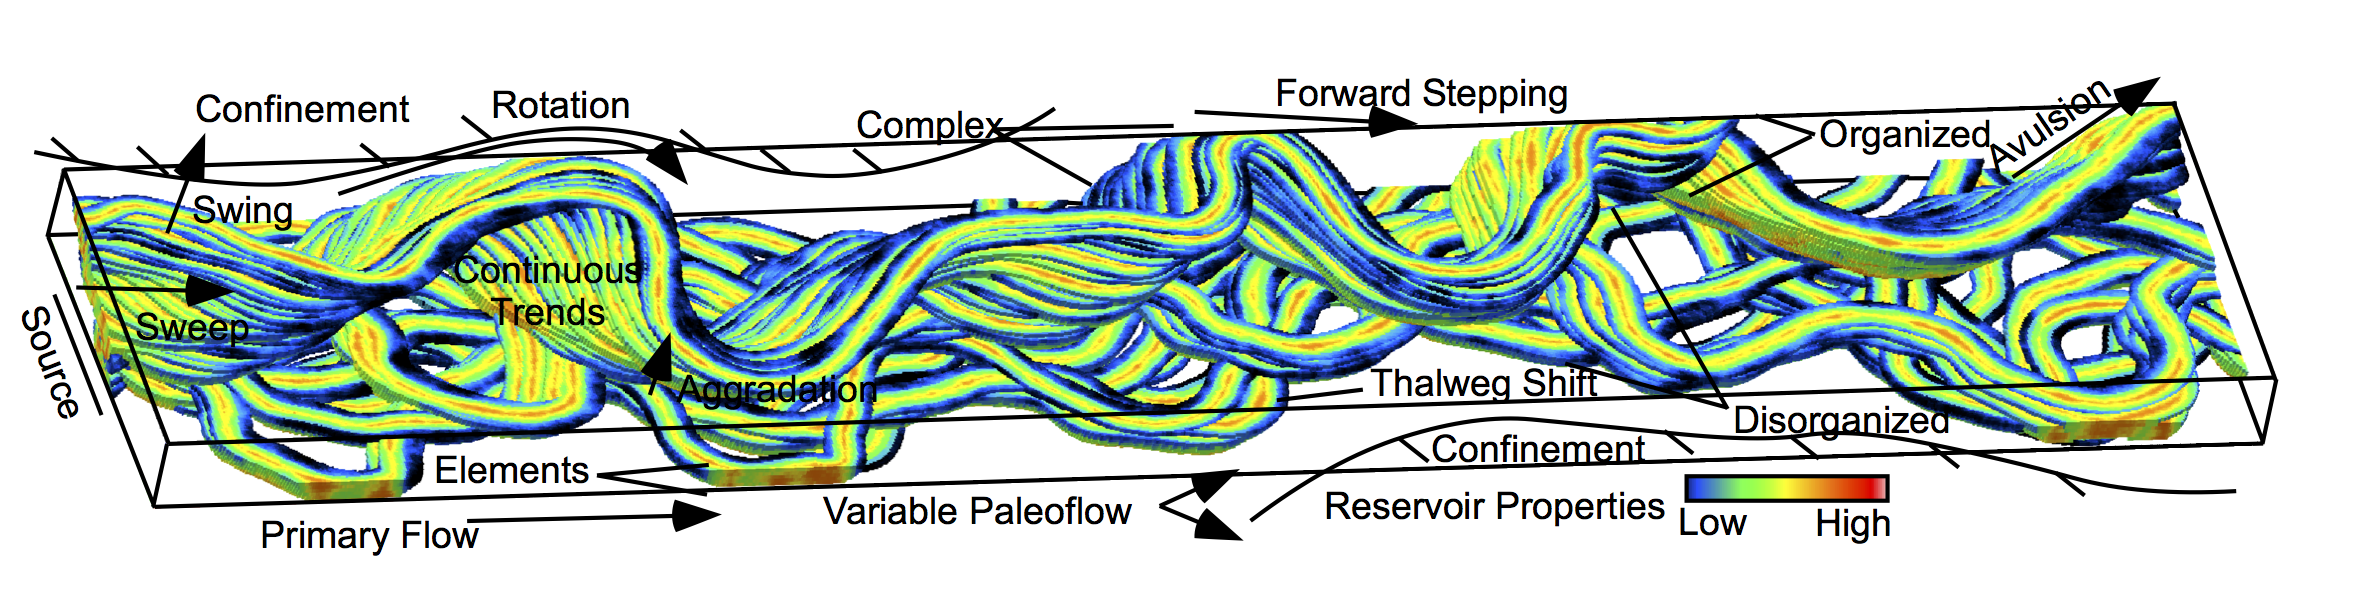 Confinement
Rotation
Complex
Forward Stepping
Organized
Avulsion
Swing
Continuous
Trends
Sweep
Source
Aggradation
Thalweg Shift
Disorganized
Elements
Confinement
Variable Paleoflow
Reservoir Properties
Low
High
Primary Flow